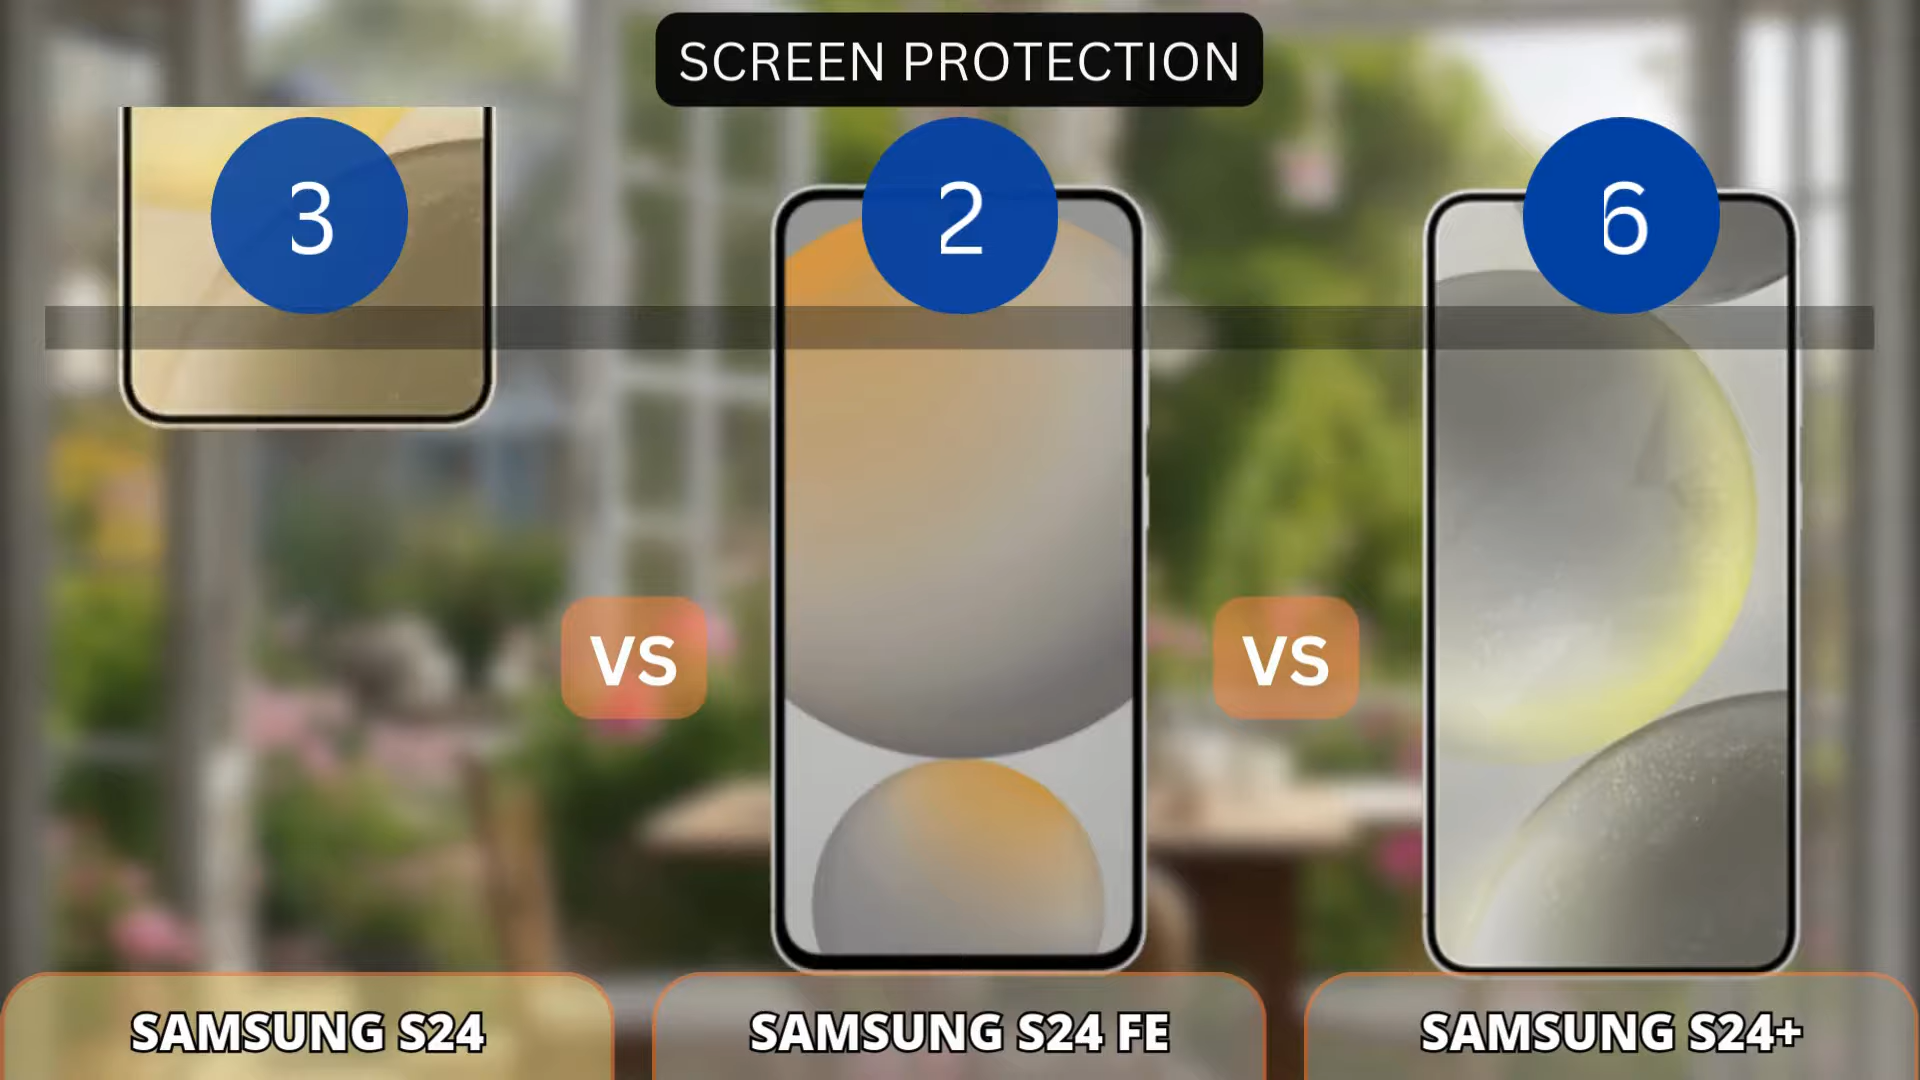 SCREEN PROTECTION
3
2
6
VS
VS
SAMSUNG S24
SAMSUNG S24 FE
SAMSUNG S24+